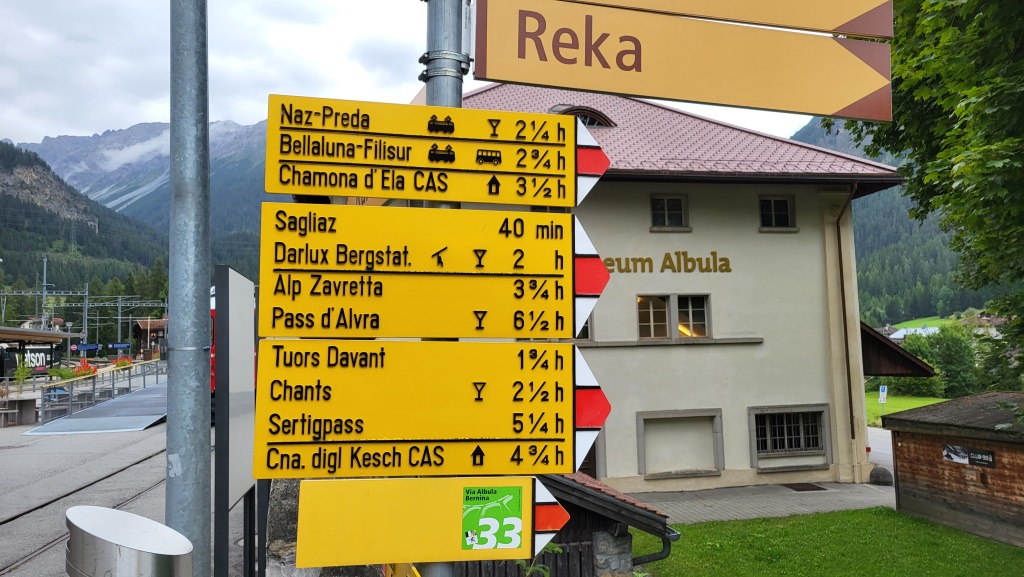 Reka
Naz-Preda 2¼ h
Bellaluna-Filisur 2¾ h
Chamona d'Ela CAS 3½ h
Sagliaz 40 min
Darlux Bergstat. 2 h
Alp Zavretta 3¾ h
Pass d'Alvra 6½ h
Tuors Davant 1¾ h
Chants 2½ h
Sertigpass 5¼ h
Cna. digl Kesch CAS 4¾ h
Via Albula
Bernina
33
eum Albula